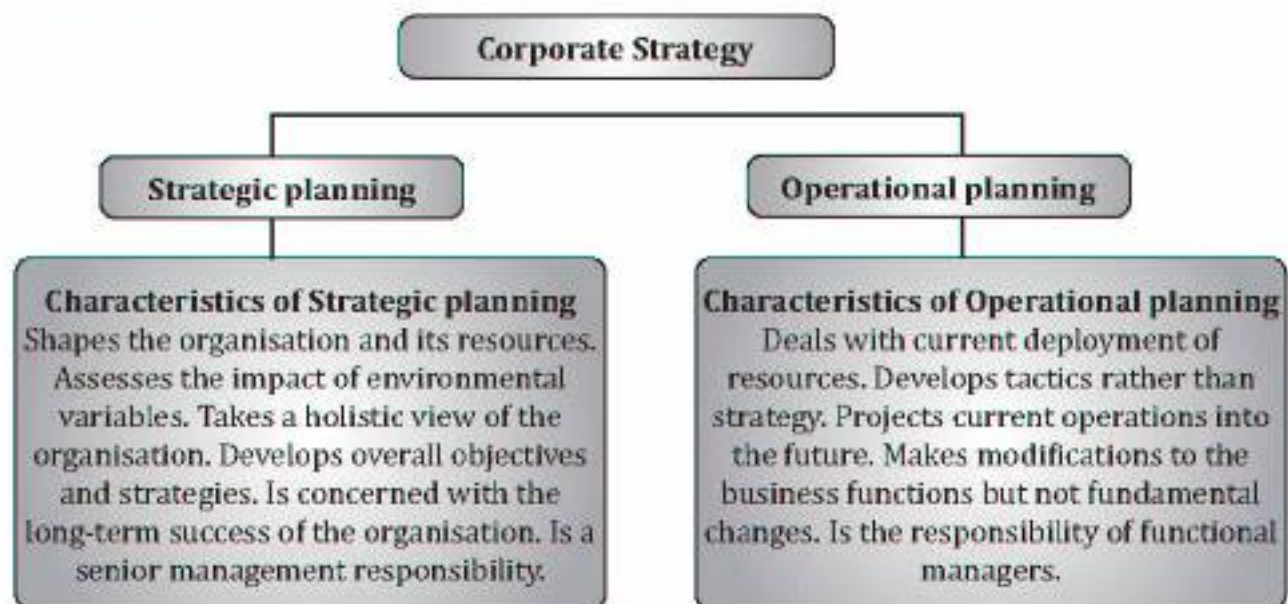 Corporate Strategy
Strategic planning
Operational planning
Characteristics of Strategic planning
Shapes the organisation and its resources.
Assesses the impact of environmental
variables. Takes a holistic view of the
organisation. Develops overall objectives
and strategies. Is concerned with the
long-term success of the organisation. Is a
senior management responsibility.
Characteristics of Operational planning
Deals with current deployment of
resources. Develops tactics rather than
strategy. Projects current operations into
the future. Makes modifications to the
business functions but not fundamental
changes. Is the responsibility of functional
managers.